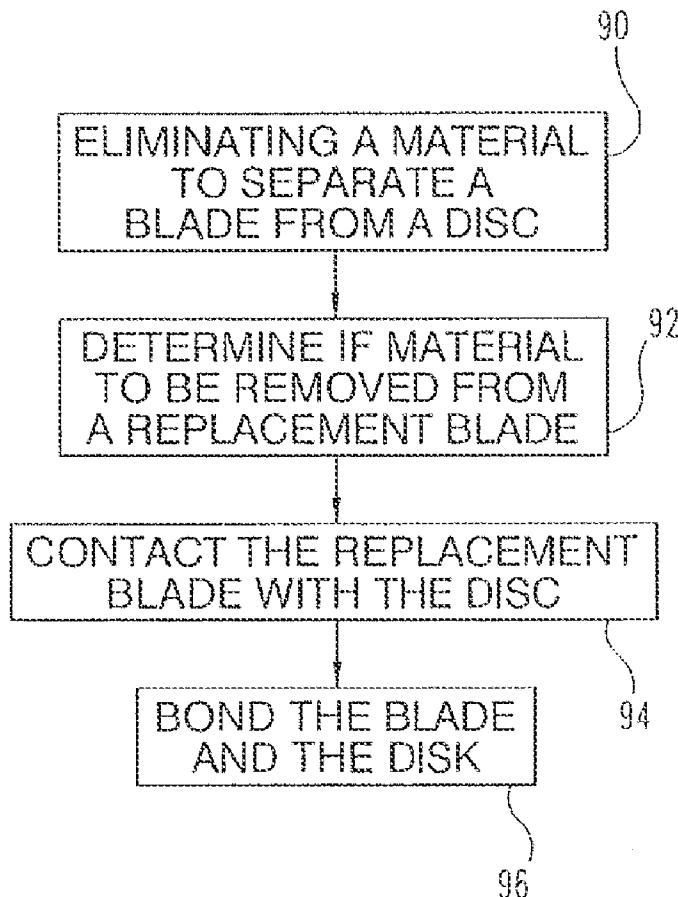 90
ELIMINATING A MATERIAL
TO SEPARATE A
BLADE FROM A DISC
92
DETERMINE IF MATERIAL
TO BE REMOVED FROM
A REPLACEMENT BLADE
CONTACT THE REPLACEMENT
BLADE WITH THE DISC
94
BOND THE BLADE
AND THE DISK
96